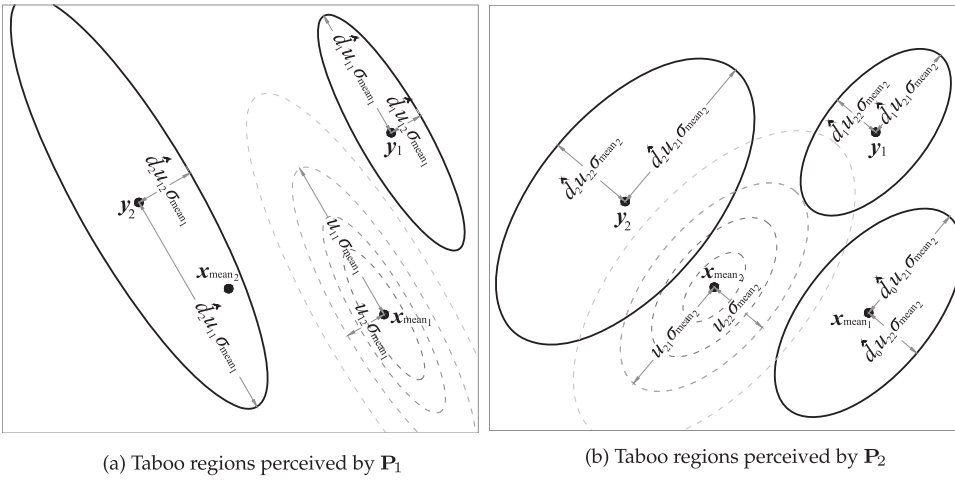 d̂₁u₁₁σmean₁
d̂₁u₁₂σmean₁
y₁
d̂₂u₁₂σmean₁
y₂
u₁₁σmean₁
xmean₂
d̂₂u₁₁σmean₁
xmean₁
u₁₂σmean₁
(a) Taboo regions perceived by P₁
d̂₁u₂₂σmean₂
d̂₁u₂₁σmean₂
y₁
d̂₂u₂₂σmean₂
d̂₂u₂₁σmean₂
y₂
xmean₂
u₂₁σmean₂
u₂₂σmean₂
d̂₀u₂₁σmean₂
xmean₁
d̂₀u₂₂σmean₂
(b) Taboo regions perceived by P₂